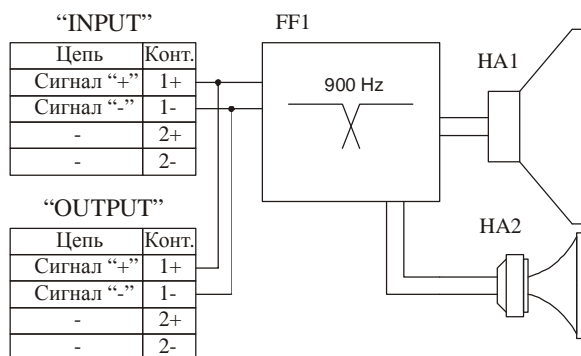 “INPUT”
Цепь Конт.
Сигнал “+” 1+
Сигнал “-” 1-
- 2+
- 2-
“OUTPUT”
Цепь Конт.
Сигнал “+” 1+
Сигнал “-” 1-
- 2+
- 2-
FF1
900 Hz
HA1
HA2